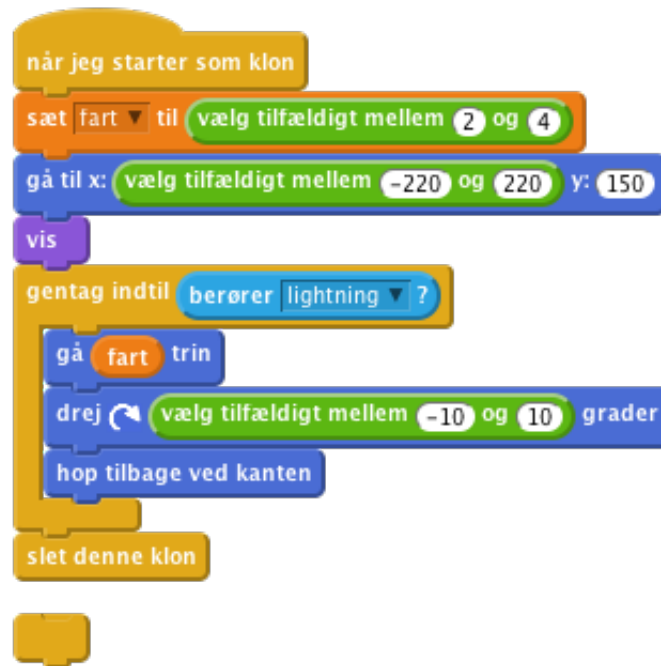 når jeg starter som klon
sæt fart ▼ til vælg tilfældigt mellem 2 og 4
gå til x: vælg tilfældigt mellem -220 og 220 y: 150
vis
gentag indtil berører lightning ▼ ?
gå fart trin
drej ↻ vælg tilfældigt mellem -10 og 10 grader
hop tilbage ved kanten
slet denne klon